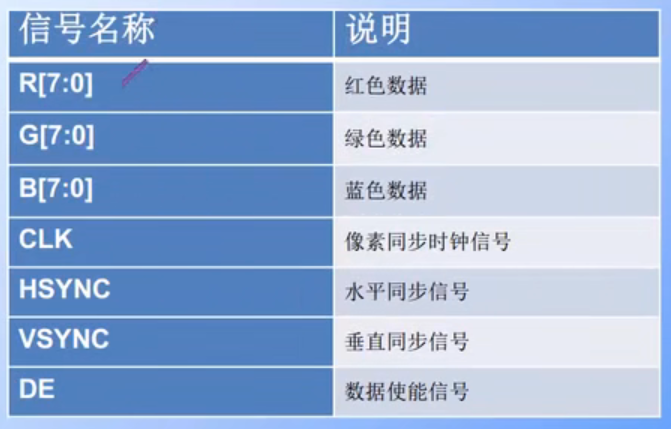 信号名称 说明
R[7:0] 红色数据
G[7:0] 绿色数据
B[7:0] 蓝色数据
CLK 像素同步时钟信号
HSYNC 水平同步信号
VSYNC 垂直同步信号
DE 数据使能信号